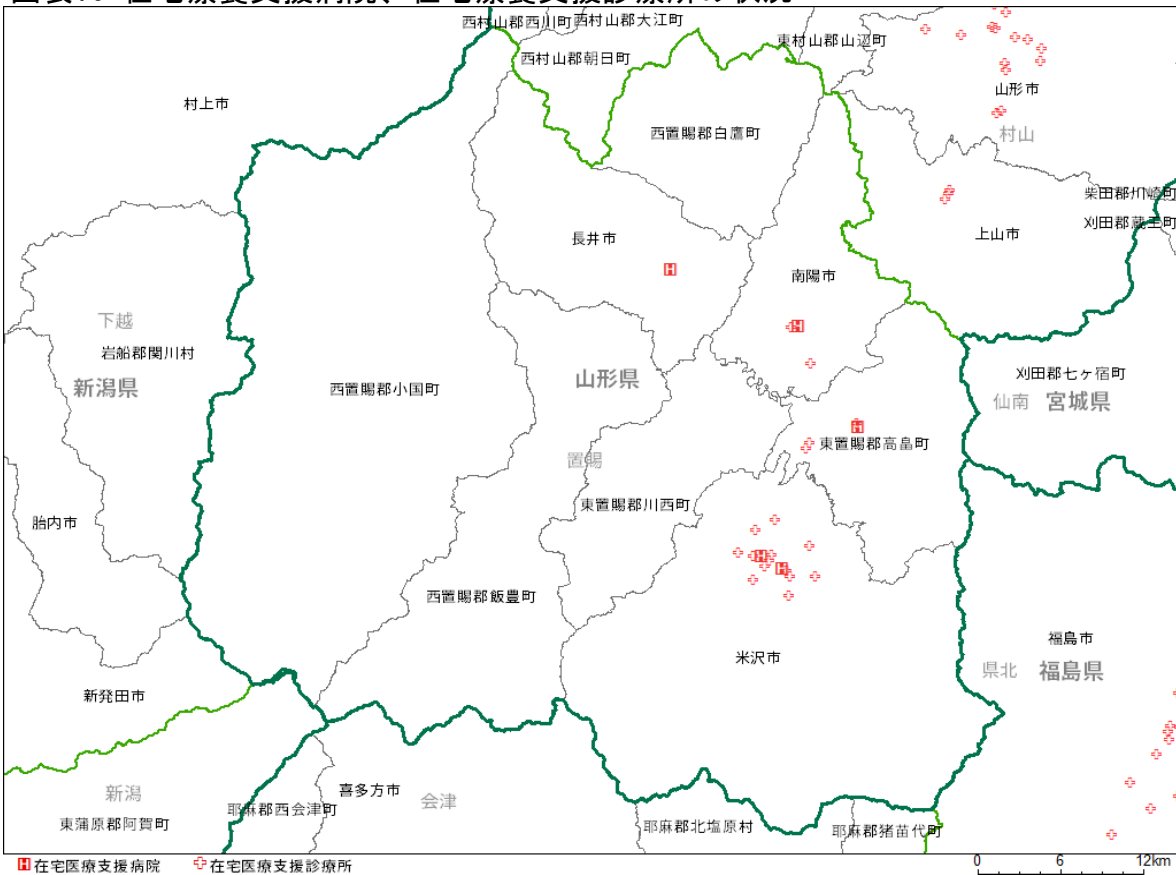 西村山郡西川町
西村山郡大江町
東村山郡山辺町
西村山郡朝日町
村上市
山形市
西置賜郡白鷹町
村山
柴田郡川崎町
刈田郡蔵王町
長井市
上山市
南陽市
下越
岩船郡関川村
新潟県
西置賜郡小国町
山形県
刈田郡七ヶ宿町
仙南
宮城県
東置賜郡高畠町
置賜
東置賜郡川西町
胎内市
西置賜郡飯豊町
米沢市
福島市
県北
福島県
新発田市
新潟
喜多方市
会津
耶麻郡西会津町
東蒲原郡阿賀町
耶麻郡北塩原村
耶麻郡猪苗代町
H 在宅医療支援病院
在宅医療支援診療所
0 6 12km